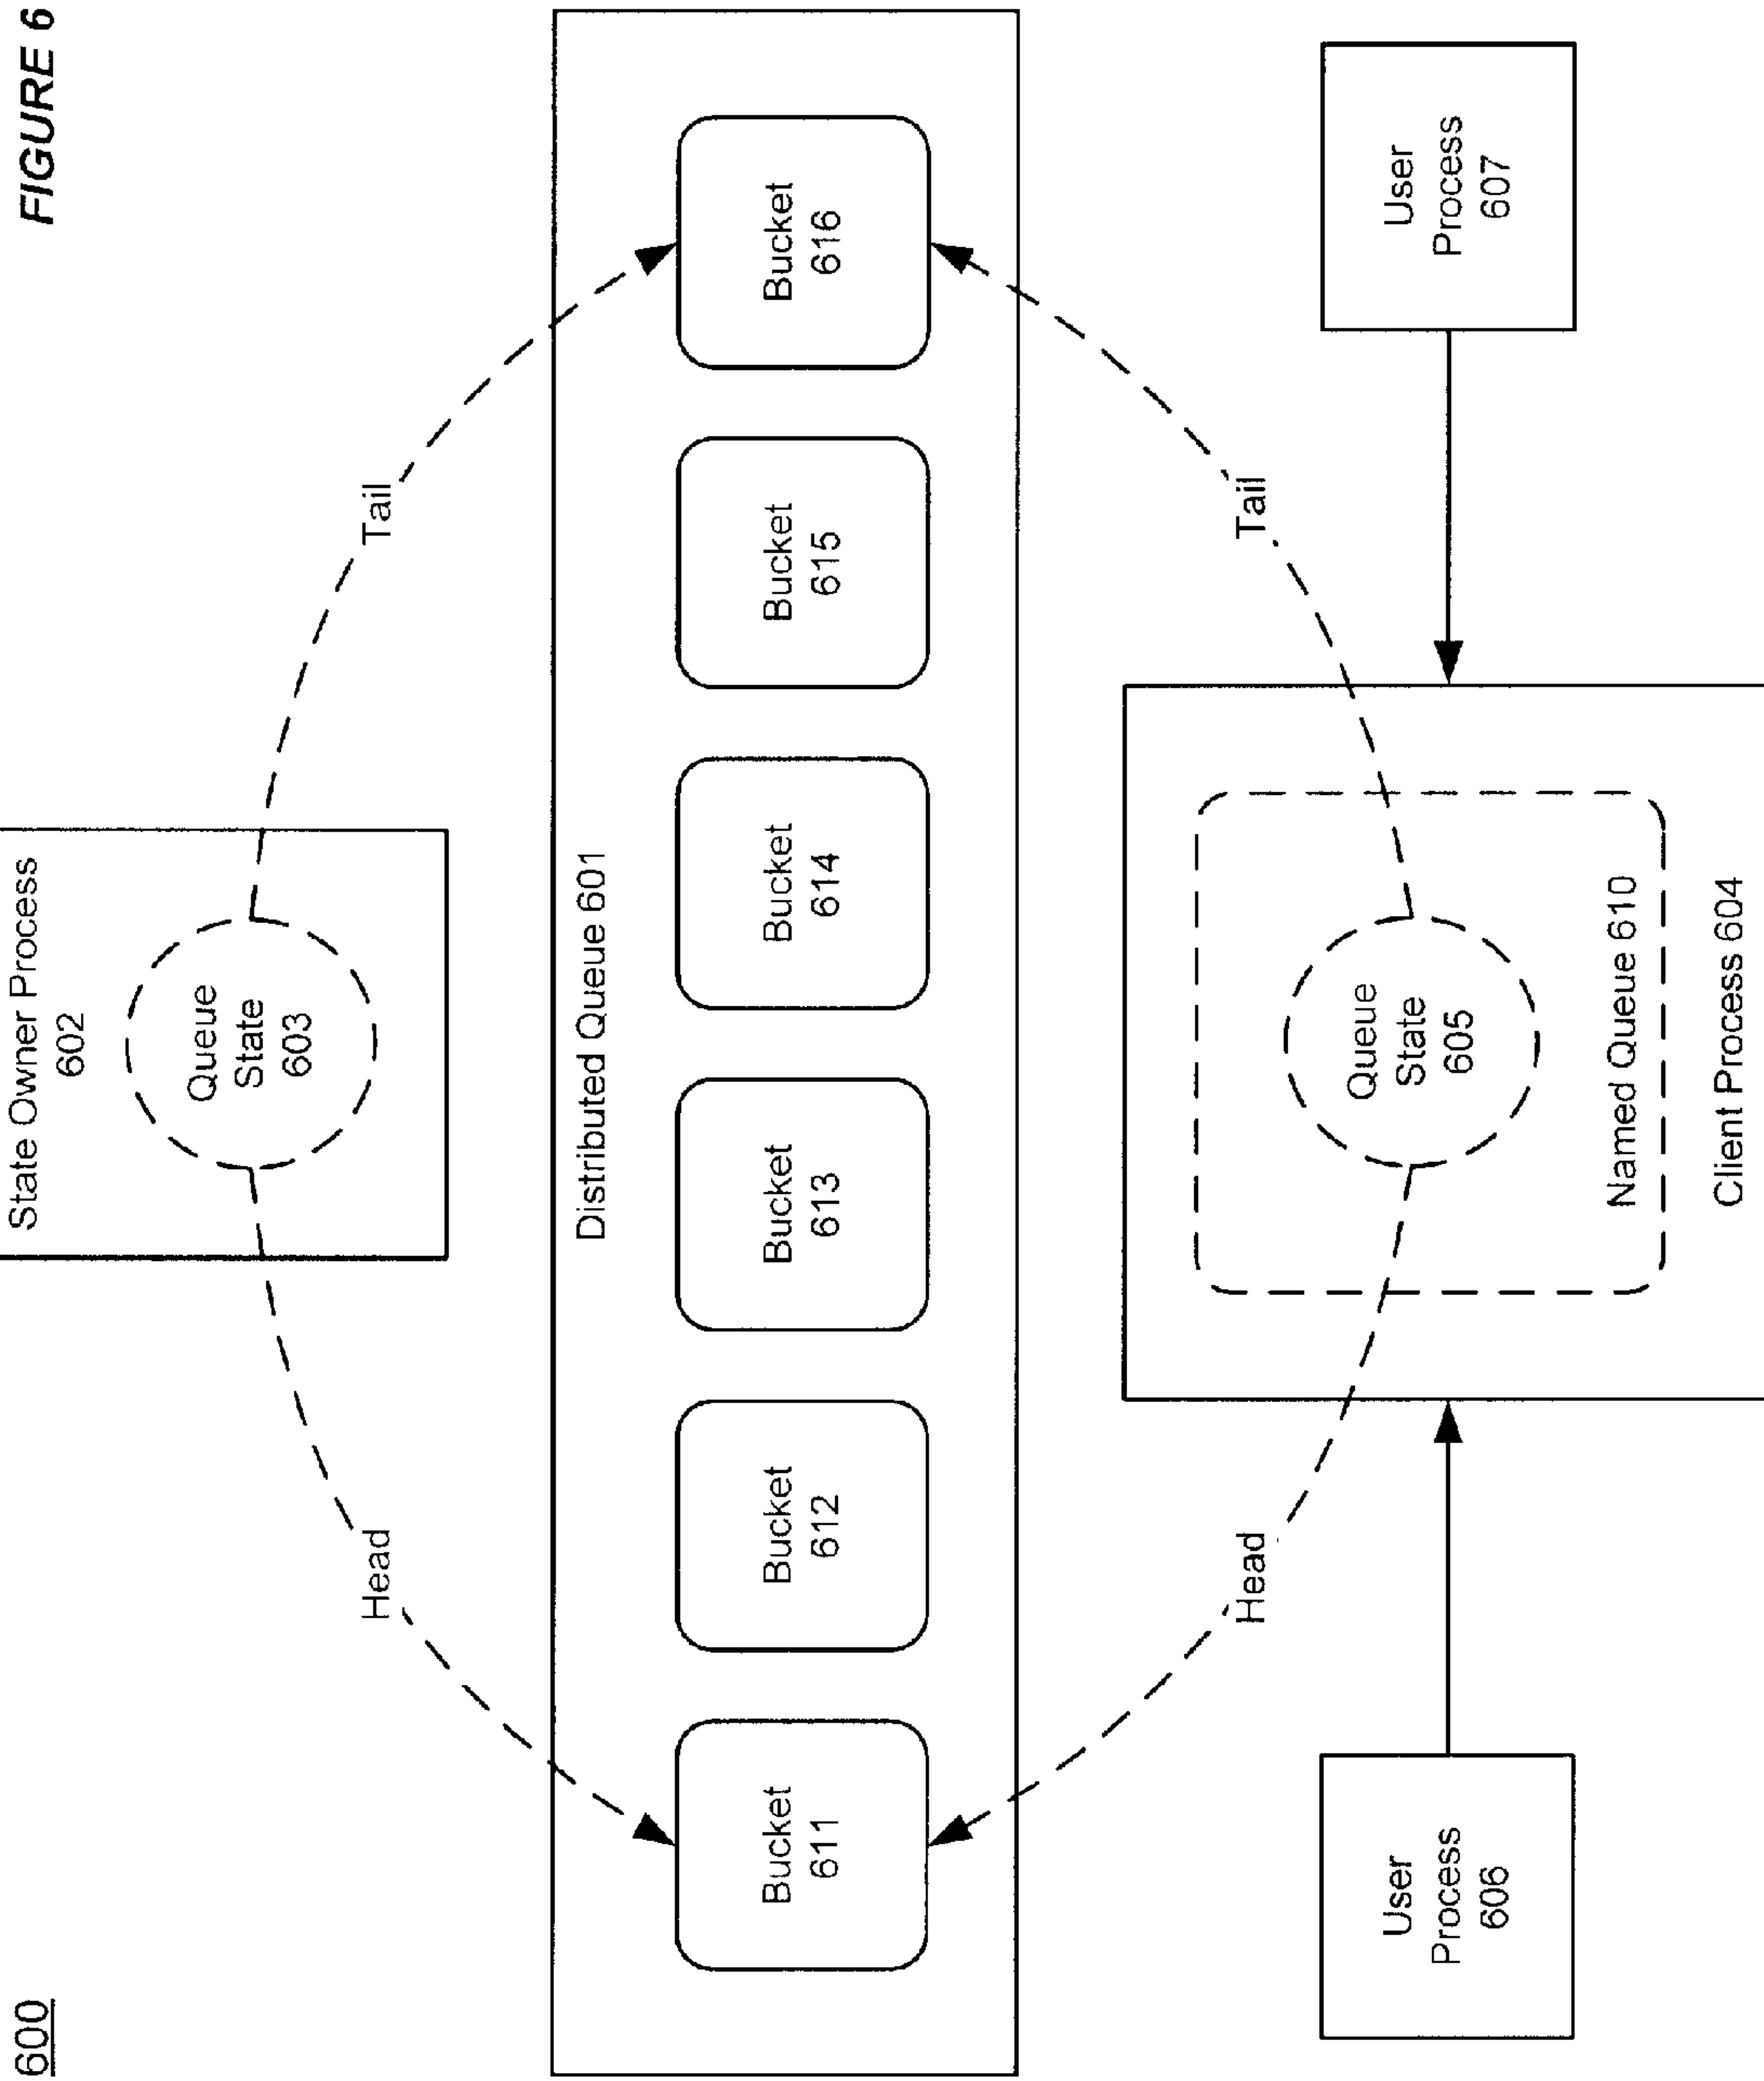 600
FIGURE 6
State Owner Process
602
Queue
State
603
Head
Tail
Distributed Queue 601
Bucket
611
Bucket
612
Bucket
613
Bucket
614
Bucket
615
Bucket
616
Head
Tail
User
Process
606
Queue
State
605
Named Queue 610
Client Process 604
User
Process
607